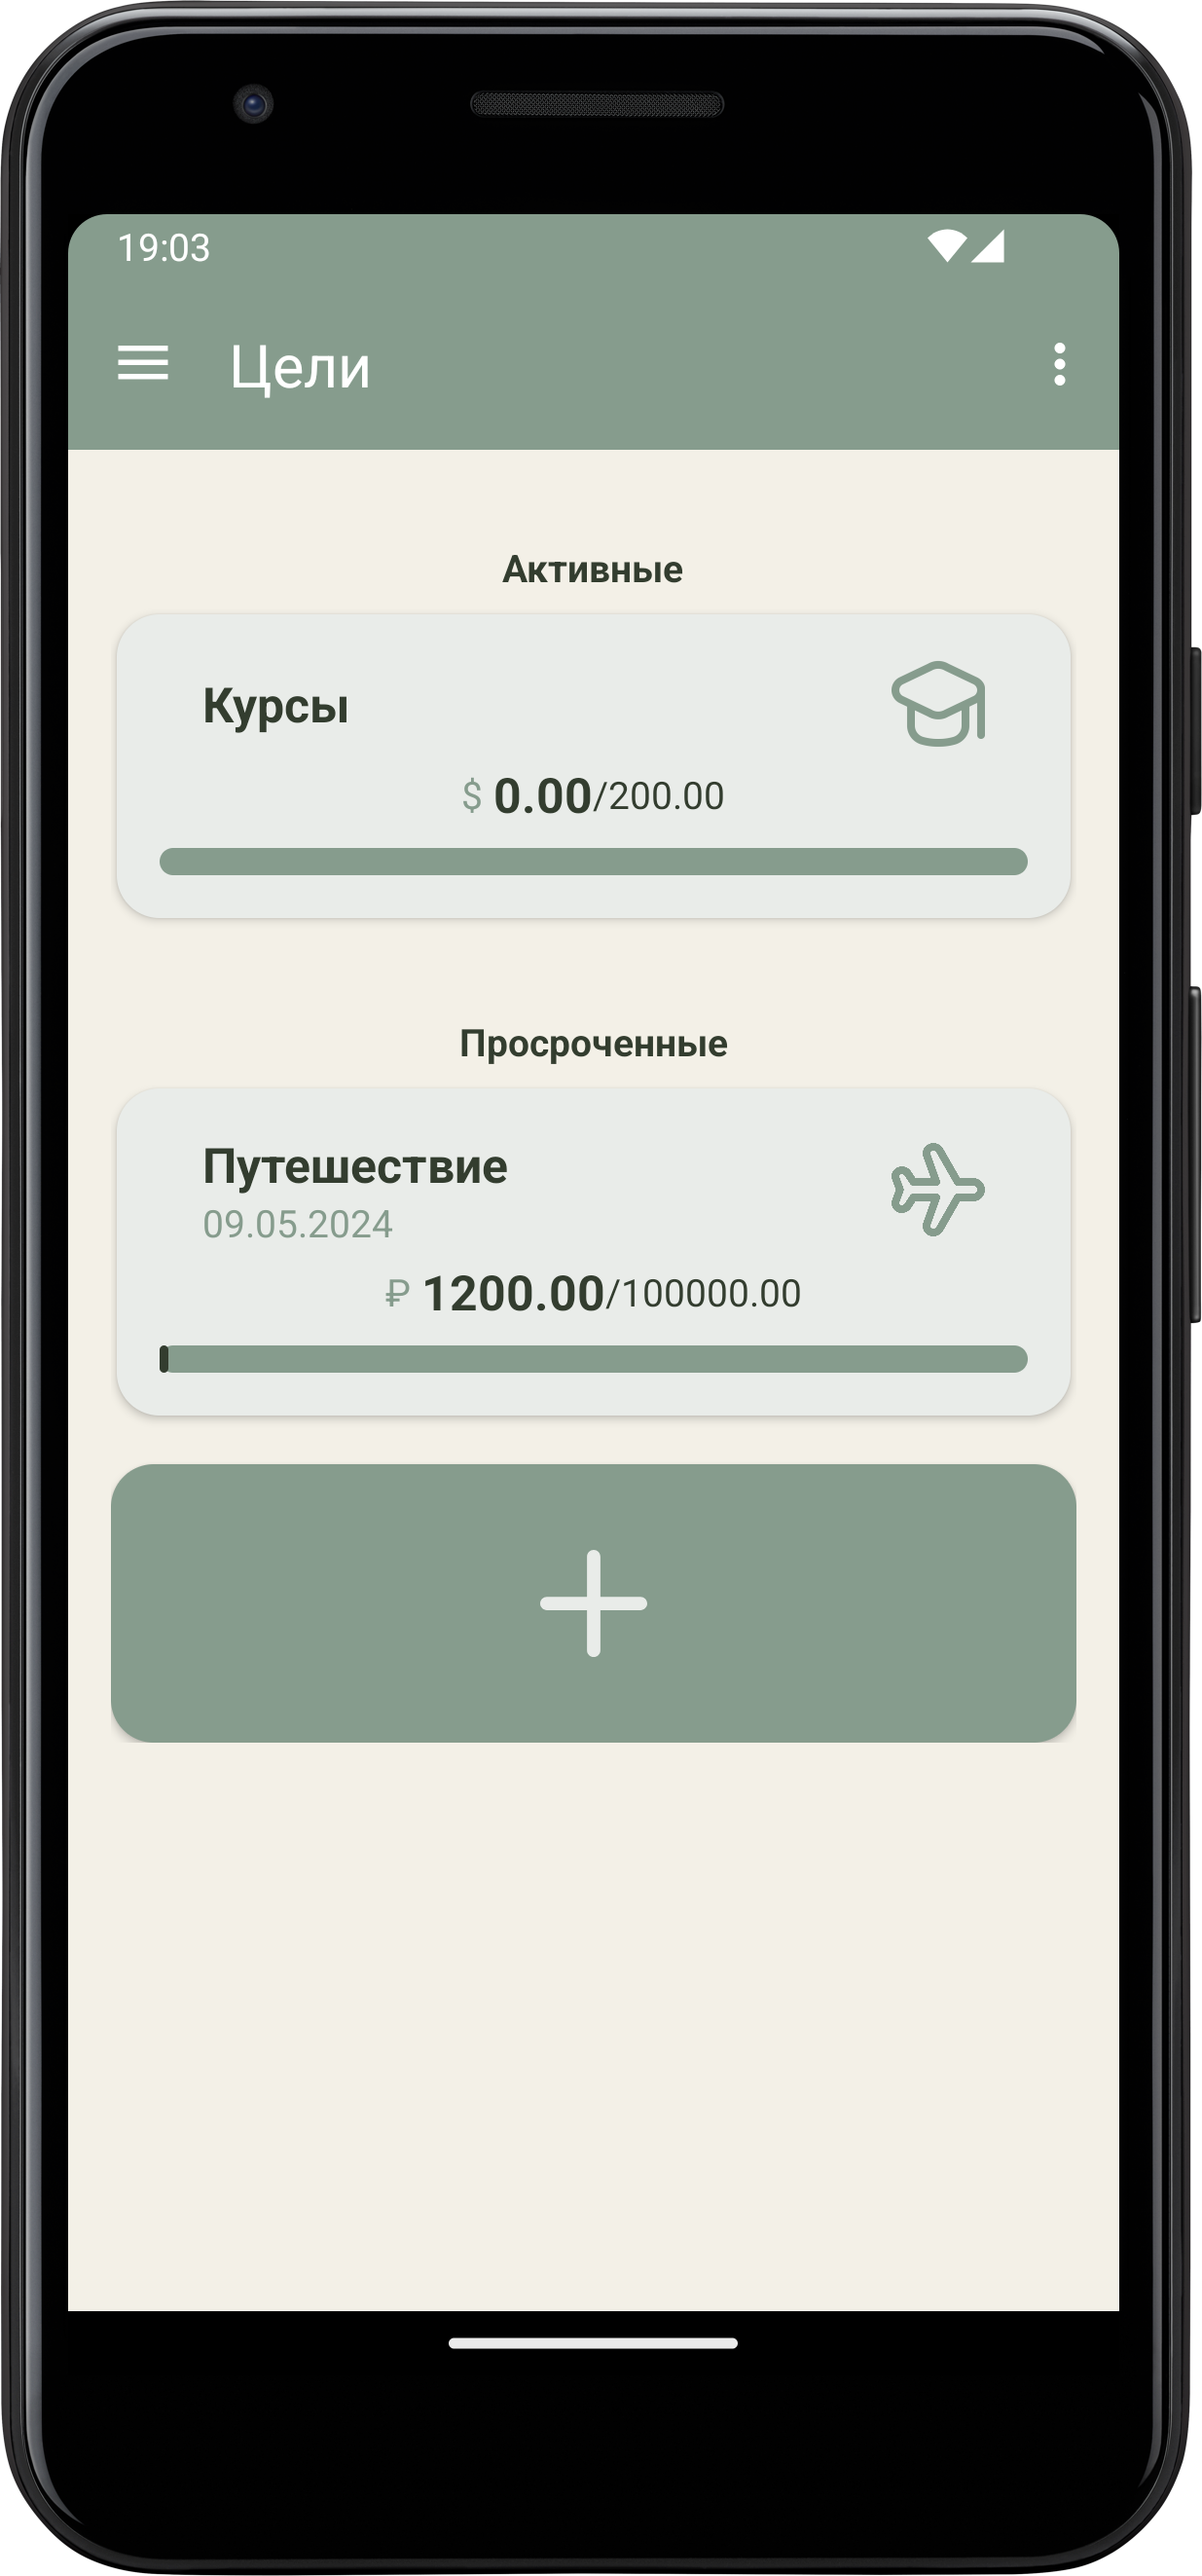 19:03
Цели
Активные
Курсы
$ 0.00/200.00
Просроченные
Путешествие
09.05.2024
₽ 1200.00/100000.00